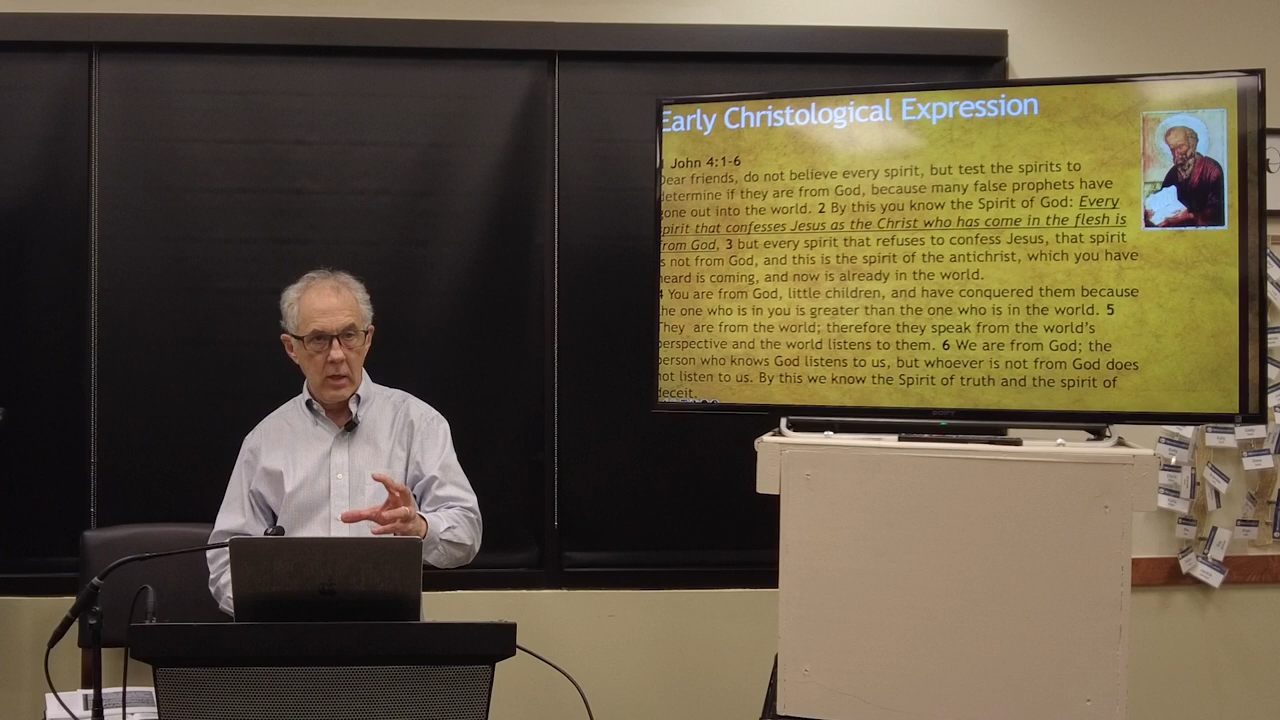 Early Christological Expression
1 John 4:1-6
Dear friends, do not believe every spirit, but test the spirits to
determine if they are from God, because many false prophets have
gone out into the world. 2 By this you know the Spirit of God: Every
spirit that confesses Jesus as the Christ who has come in the flesh is
from God, 3 but every spirit that refuses to confess Jesus, that spirit
is not from God, and this is the spirit of the antichrist, which you have
heard is coming, and now is already in the world.
4 You are from God, little children, and have conquered them because
the one who is in you is greater than the one who is in the world. 5
They are from the world; therefore they speak from the world's
perspective and the world listens to them. 6 We are from God; the
person who knows God listens to us, but whoever is not from God does
not listen to us. By this we know the Spirit of truth and the spirit of
deceit.
SONY